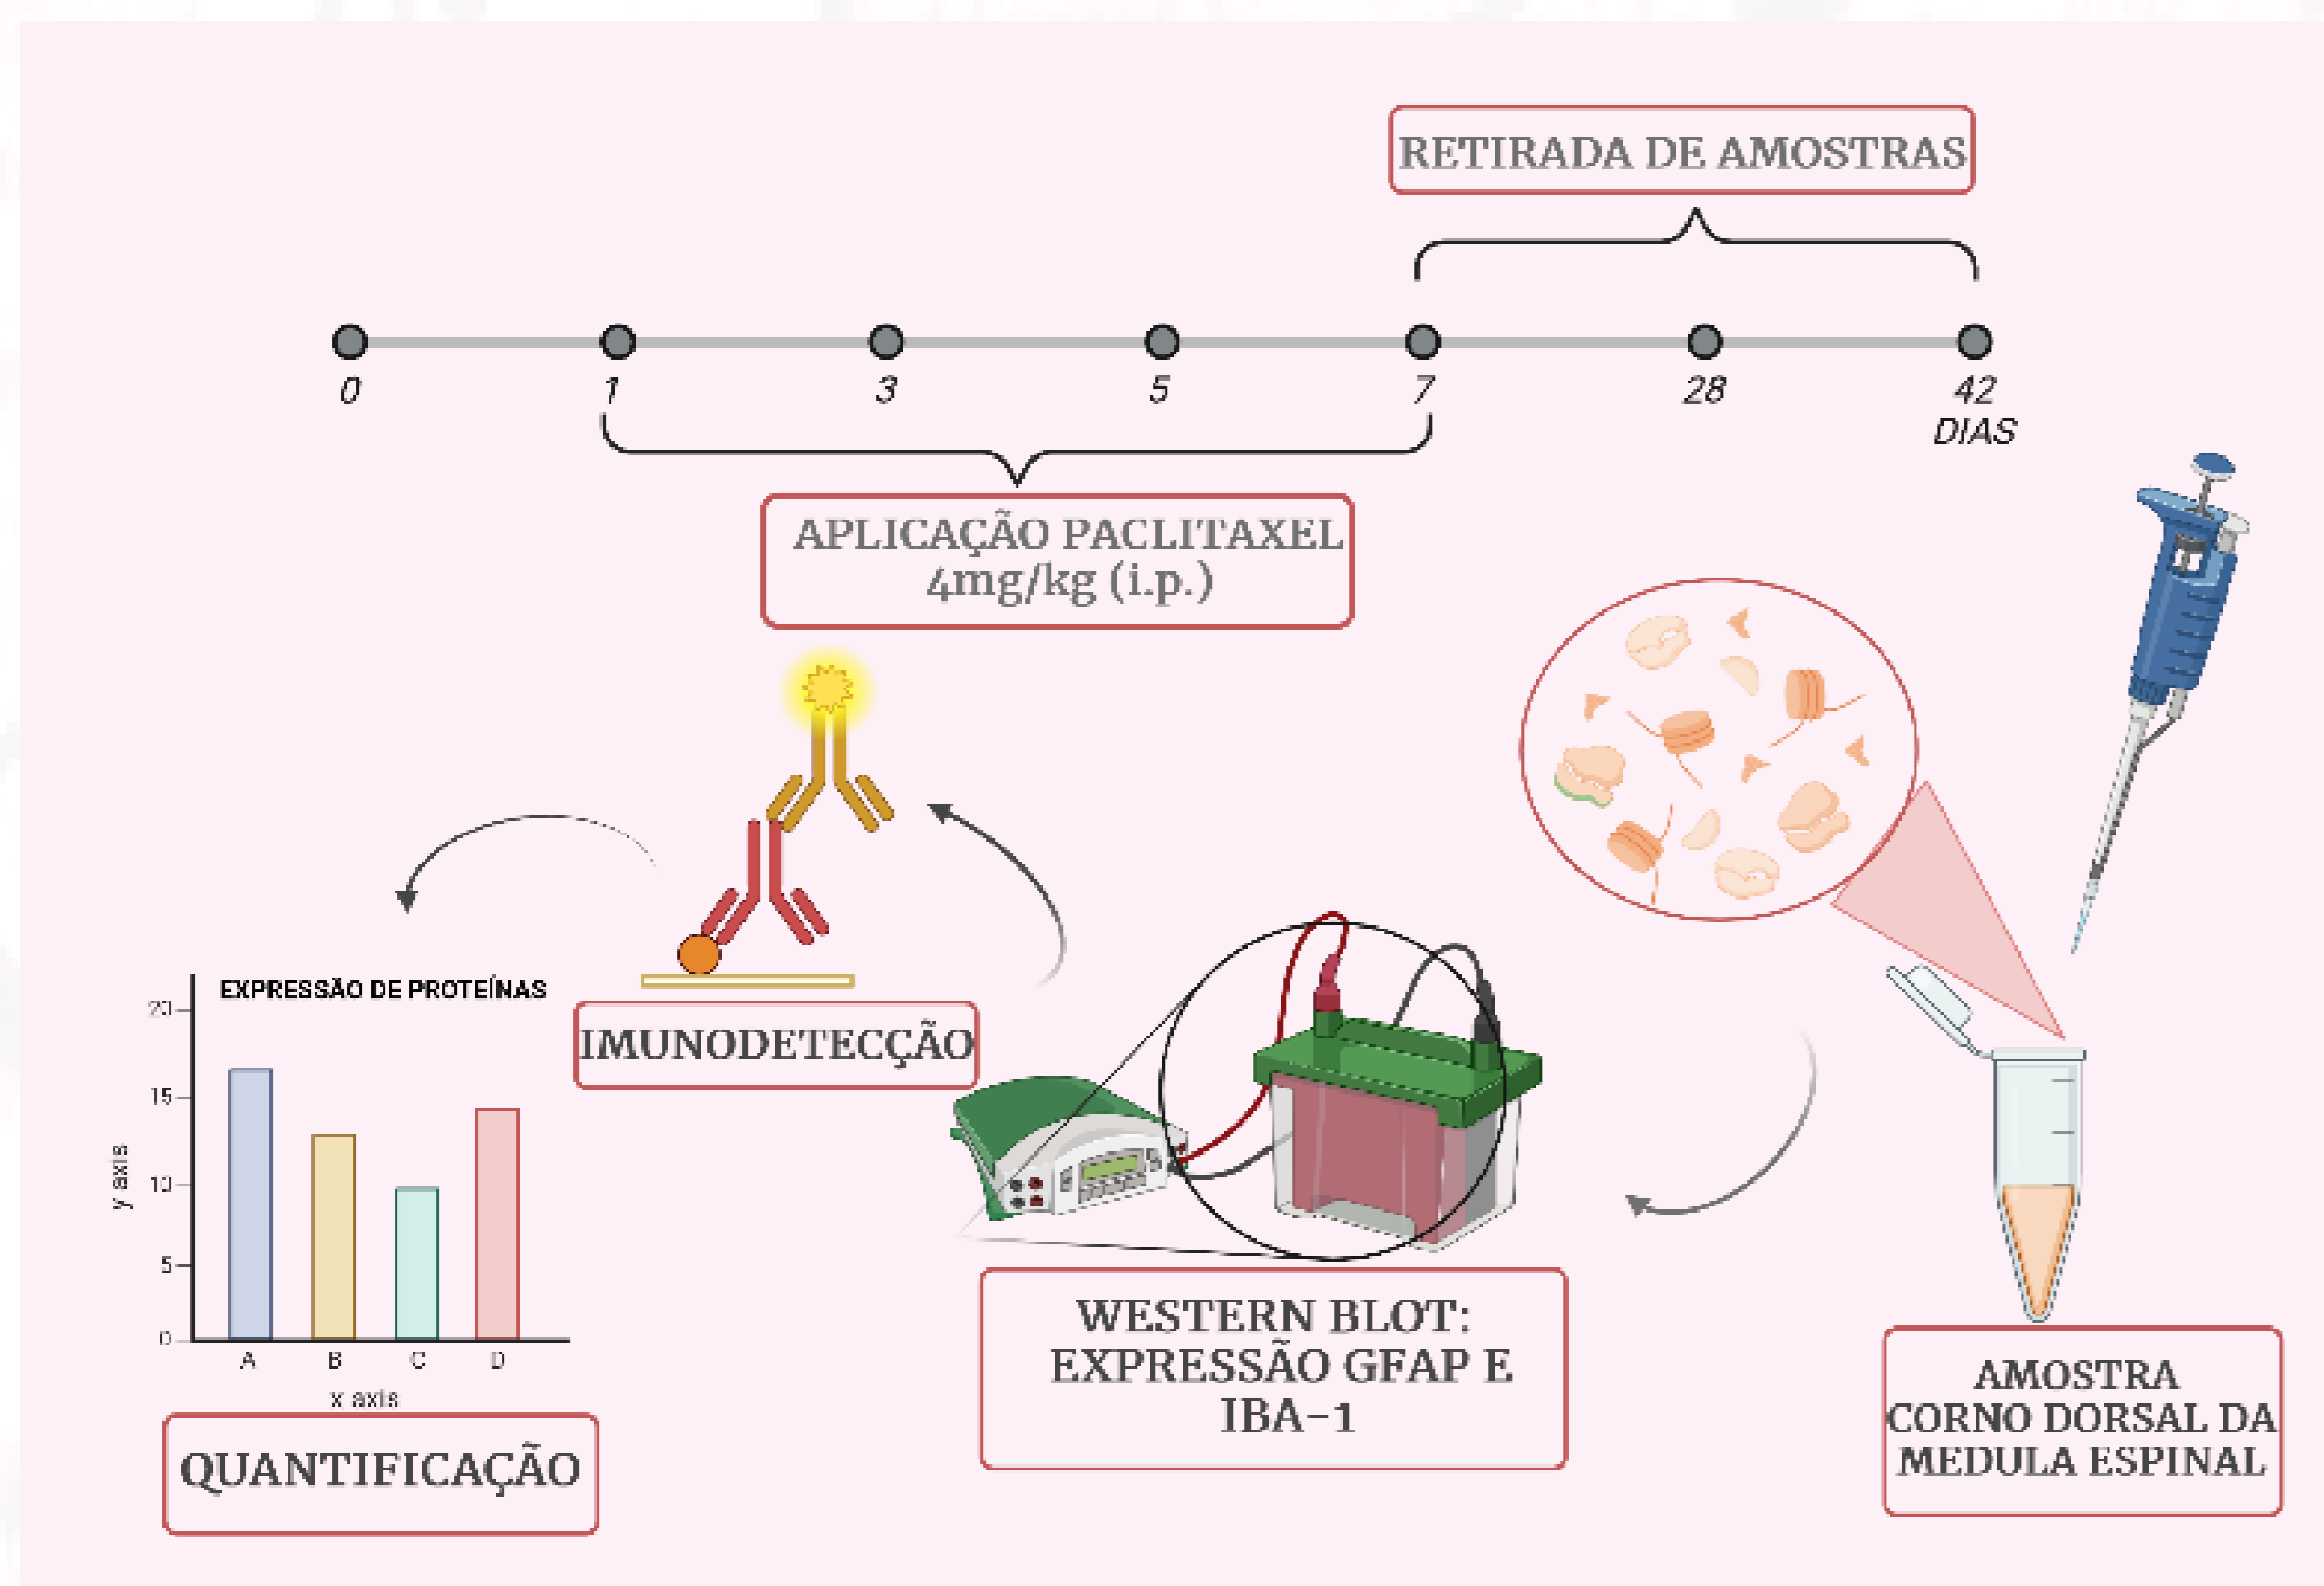 RETIRADA DE AMOSTRAS
0 1 3 5 7 28 42
DIAS
APLICAÇÃO PACLITAXEL
4mg/kg (i.p.)
IMUNODETECÇÃO
EXPRESSÃO DE PROTEÍNAS
20
15
10
5
0
y axis
A B C D
x axis
QUANTIFICAÇÃO
WESTERN BLOT:
EXPRESSÃO GFAP E
IBA-1
AMOSTRA
CORNO DORSAL DA
MEDULA ESPINAL